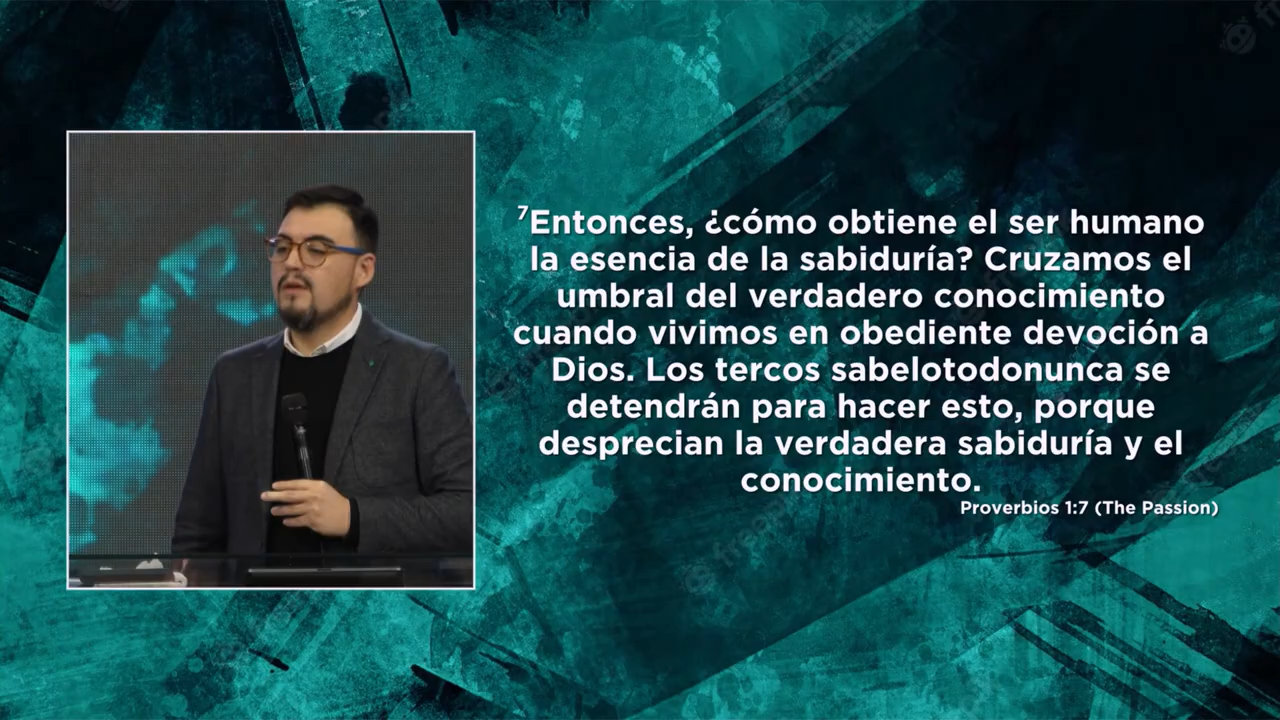 ⁷Entonces, ¿cómo obtiene el ser humano
la esencia de la sabiduría? Cruzamos el
umbral del verdadero conocimiento
cuando vivimos en obediente devoción a
Dios. Los tercos sabelotodonunca se
detendrán para hacer esto, porque
desprecian la verdadera sabiduría y el
conocimiento.
Proverbios 1:7 (The Passion)